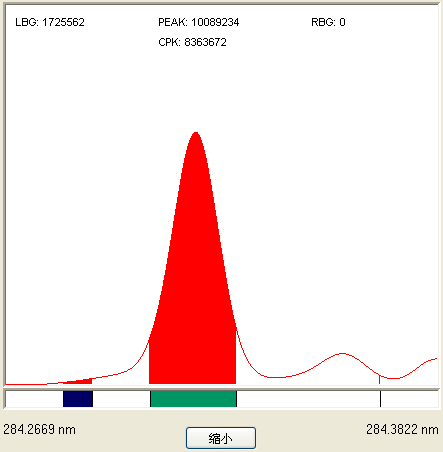 LBG: 1725562 PEAK: 10089234 RBG: 0
CPK: 8363672
284.2669 nm 284.3822 nm
缩小